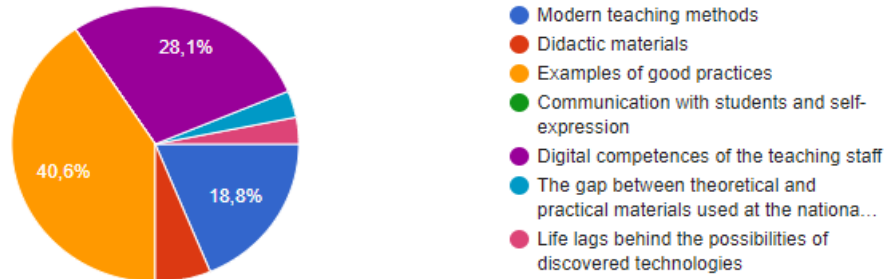 28,1%
40,6%
18,8%
Modern teaching methods
Didactic materials
Examples of good practices
Communication with students and self-
expression
Digital competences of the teaching staff
The gap between theoretical and
practical materials used at the nationa...
Life lags behind the possibilities of
discovered technologies